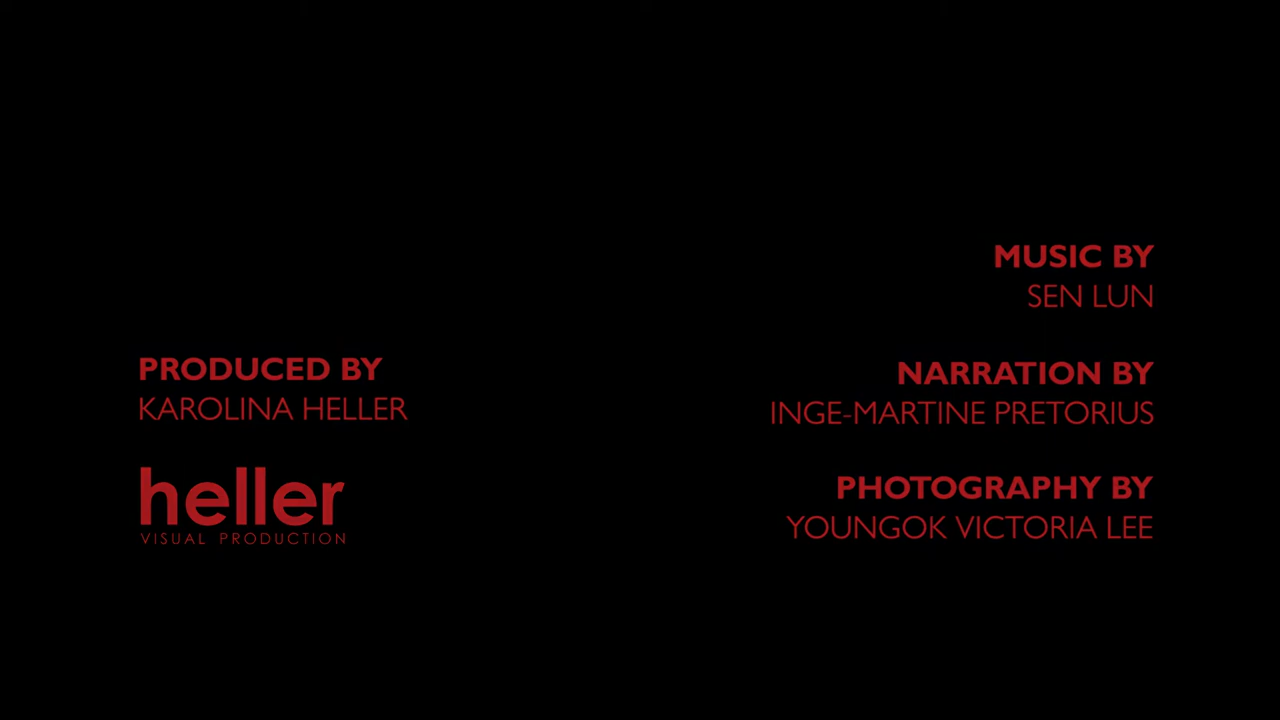 PRODUCED BY
KAROLINA HELLER
heller
VISUAL PRODUCTION
MUSIC BY
SEN LUN
NARRATION BY
INGE-MARTINE PRETORIUS
PHOTOGRAPHY BY
YOUNGOK VICTORIA LEE